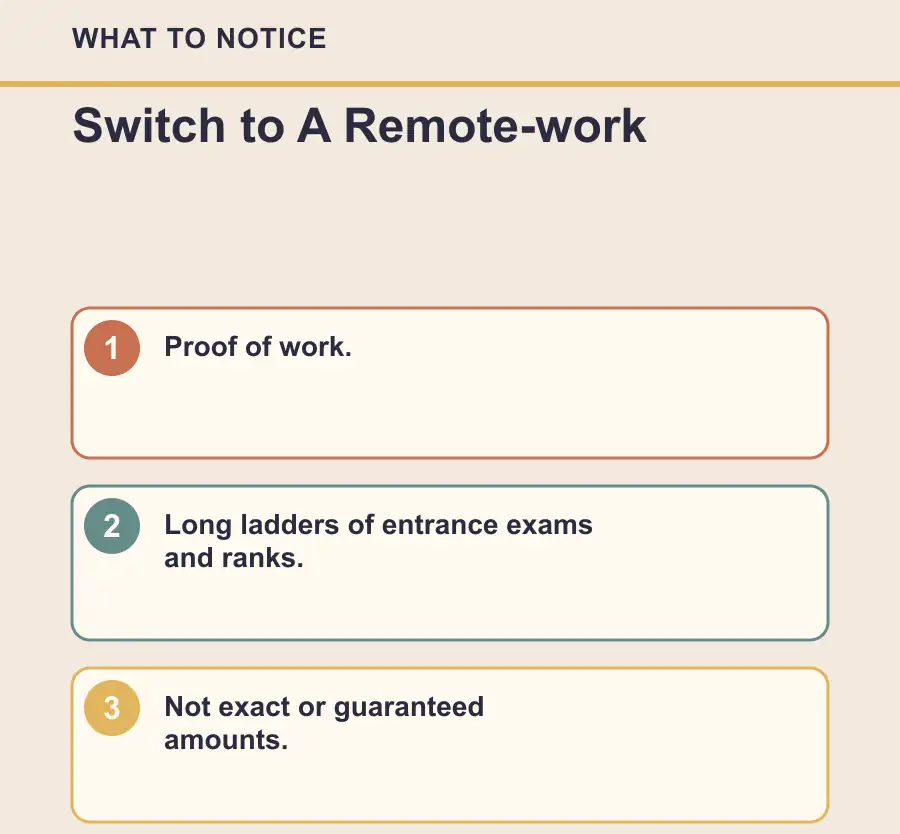 WHAT TO NOTICE
Switch to A Remote-work
1
Proof of work.
2
Long ladders of entrance exams
and ranks.
3
Not exact or guaranteed
amounts.